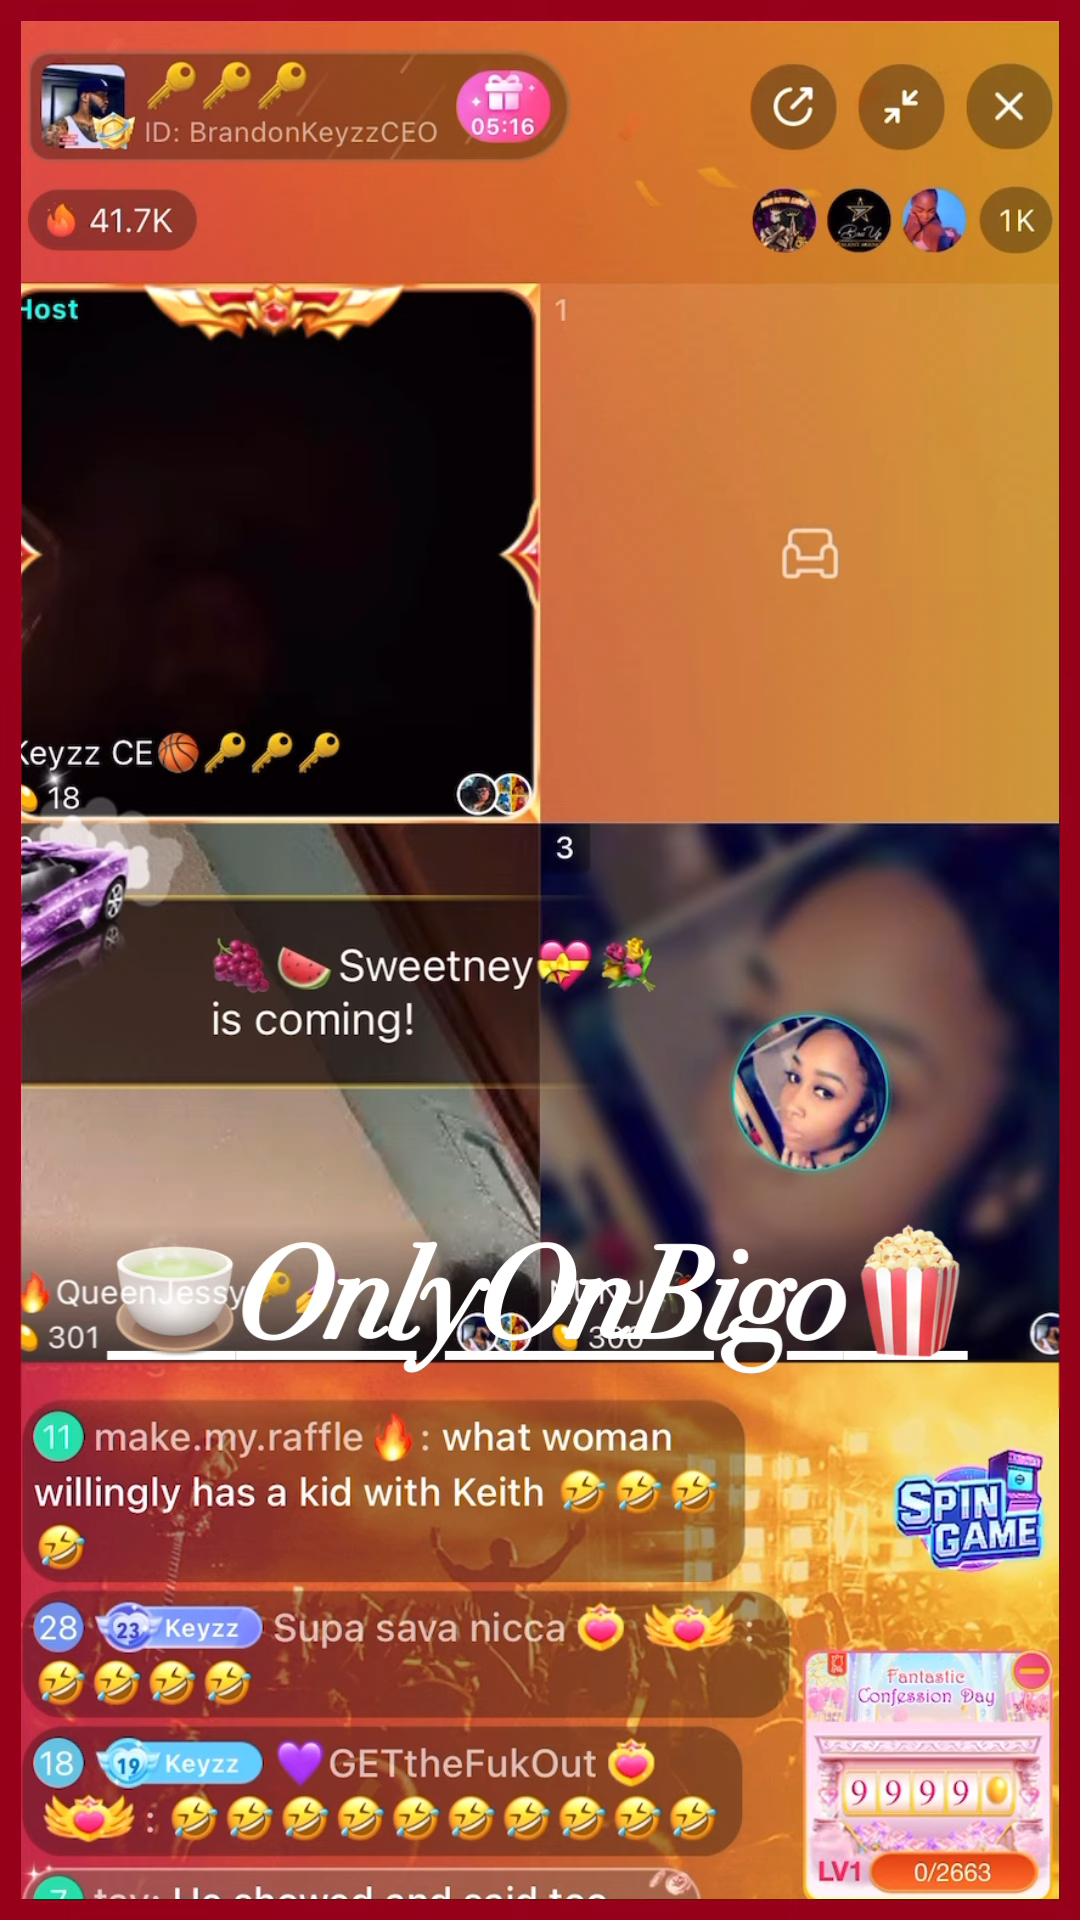 🔑🔑🔑
ID: BrandonKeyzzCEO
05:16
🔥 41.7K
1K
Host
1
Keyzz CE🏀🔑🔑🔑
18
3
🍇🍉Sweetney💝💐
is coming!
🔥QueenJessy🔑
301
🍵OnlyOnBigo🍿
11 make.my.raffle🔥: what woman
willingly has a kid with Keith 🤣🤣🤣
🤣
28 23 Keyzz Supa sava nicca :
🤣🤣🤣🤣
18 19 Keyzz 💜GETtheFukOut
: 🤣🤣🤣🤣🤣🤣🤣🤣🤣🤣
SPIN
GAME
Fantastic
Confession Day
9 9 9 9
LV1 0/2663